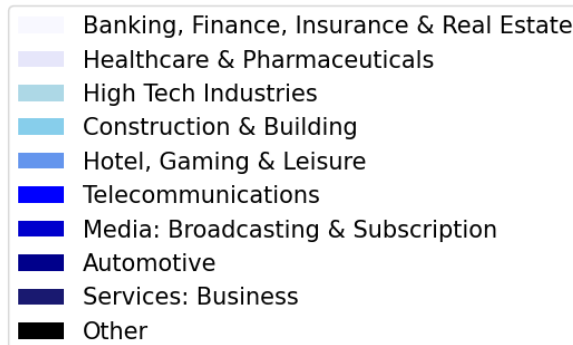 Banking, Finance, Insurance & Real Estate
Healthcare & Pharmaceuticals
High Tech Industries
Construction & Building
Hotel, Gaming & Leisure
Telecommunications
Media: Broadcasting & Subscription
Automotive
Services: Business
Other